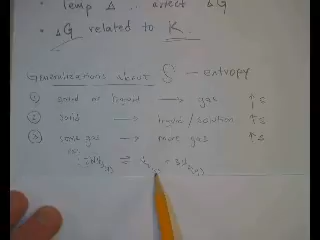 • Temp Δ .. affect ΔG
• ΔG related to K.
Generalizations about S – entropy
① solid or liquid → gas ↑ S
② solid → liquid / solution ↑ S
③ some gas → more gas ↑ S